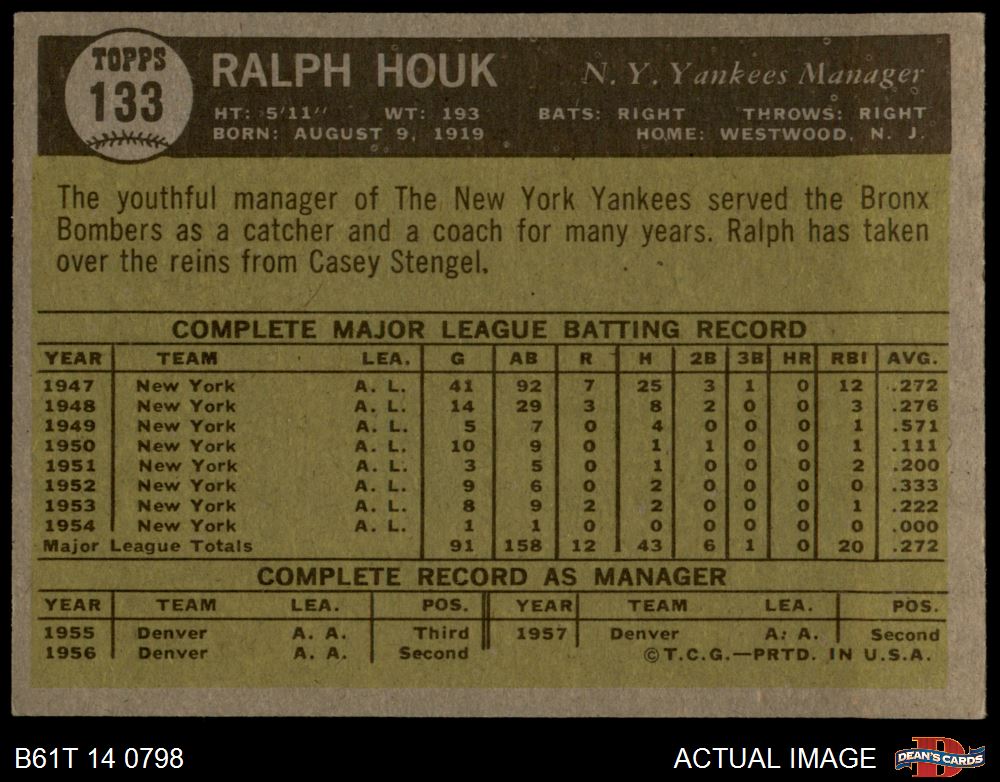 TOPPS
133
RALPH HOUK N. Y. Yankees Manager
HT: 5'11" WT: 193 BATS: RIGHT THROWS: RIGHT
BORN: AUGUST 9, 1919 HOME: WESTWOOD, N. J.
The youthful manager of The New York Yankees served the Bronx
Bombers as a catcher and a coach for many years. Ralph has taken
over the reins from Casey Stengel.
COMPLETE MAJOR LEAGUE BATTING RECORD
YEAR TEAM LEA. G AB R H 2B 3B HR RBI AVG.
1947 New York A. L. 41 92 7 25 3 1 0 12 .272
1948 New York A. L. 14 29 3 8 2 0 0 3 .276
1949 New York A. L. 5 7 0 4 0 0 0 1 .571
1950 New York A. L. 10 9 0 1 1 0 0 1 .111
1951 New York A. L. 3 5 0 1 0 0 0 2 .200
1952 New York A. L. 9 6 0 2 0 0 0 0 .333
1953 New York A. L. 8 9 2 2 0 0 0 1 .222
1954 New York A. L. 1 1 0 0 0 0 0 0 .000
Major League Totals 91 158 12 43 6 1 0 20 .272
COMPLETE RECORD AS MANAGER
YEAR TEAM LEA. POS. YEAR TEAM LEA. POS.
1955 Denver A. A. Third 1957 Denver A. A. Second
1956 Denver A. A. Second ©T.C.G.—PRTD. IN U.S.A.
B61T 14 0798 ACTUAL IMAGE DEAN'S CARDS